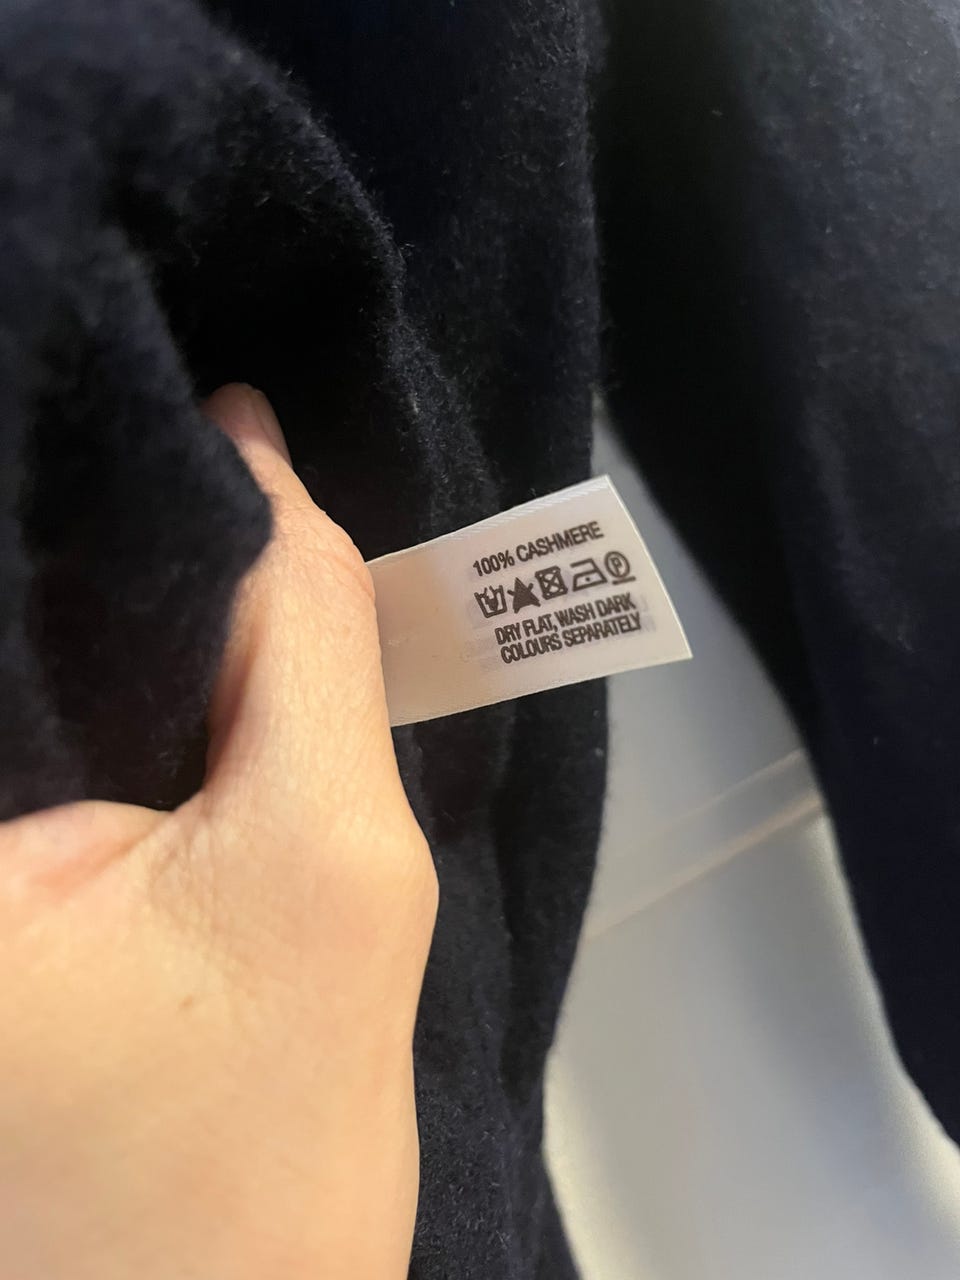 100% CASHMERE
P
DRY FLAT, WASH DARK
COLOURS SEPARATELY